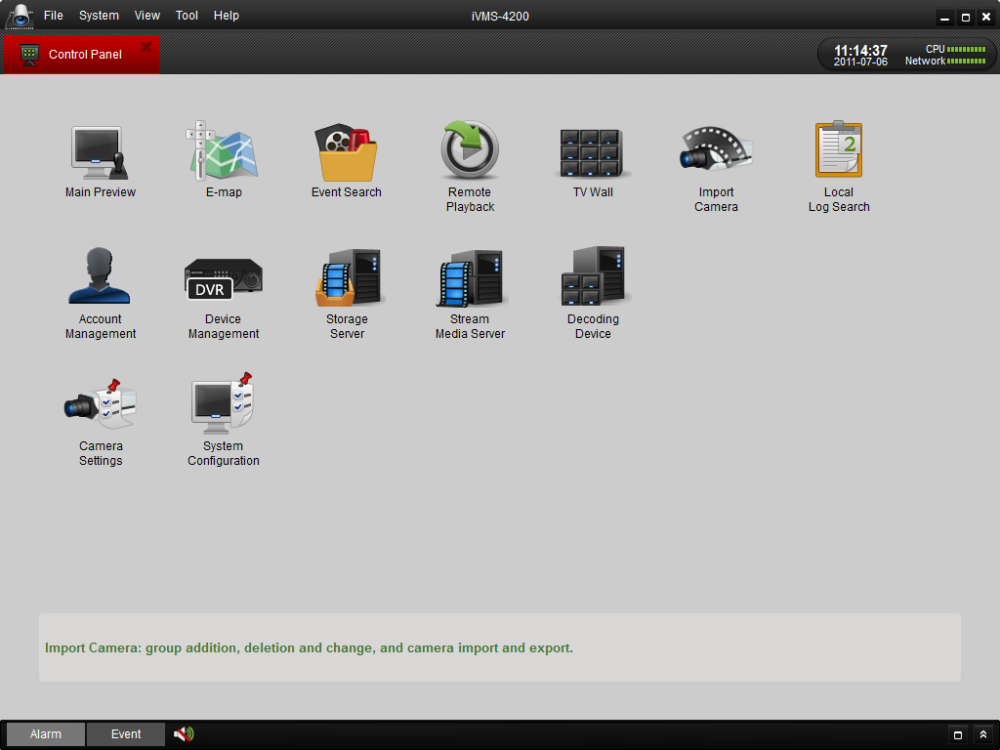 File System View Tool Help iVMS-4200
Control Panel
11:14:37 CPU
2011-07-06 Network
Main Preview E-map Event Search Remote TV Wall Import Local
Playback Camera Log Search
2
DVR
Account Device Storage Stream Decoding
Management Management Server Media Server Device
Camera System
Settings Configuration
Import Camera: group addition, deletion and change, and camera import and export.
Alarm Event